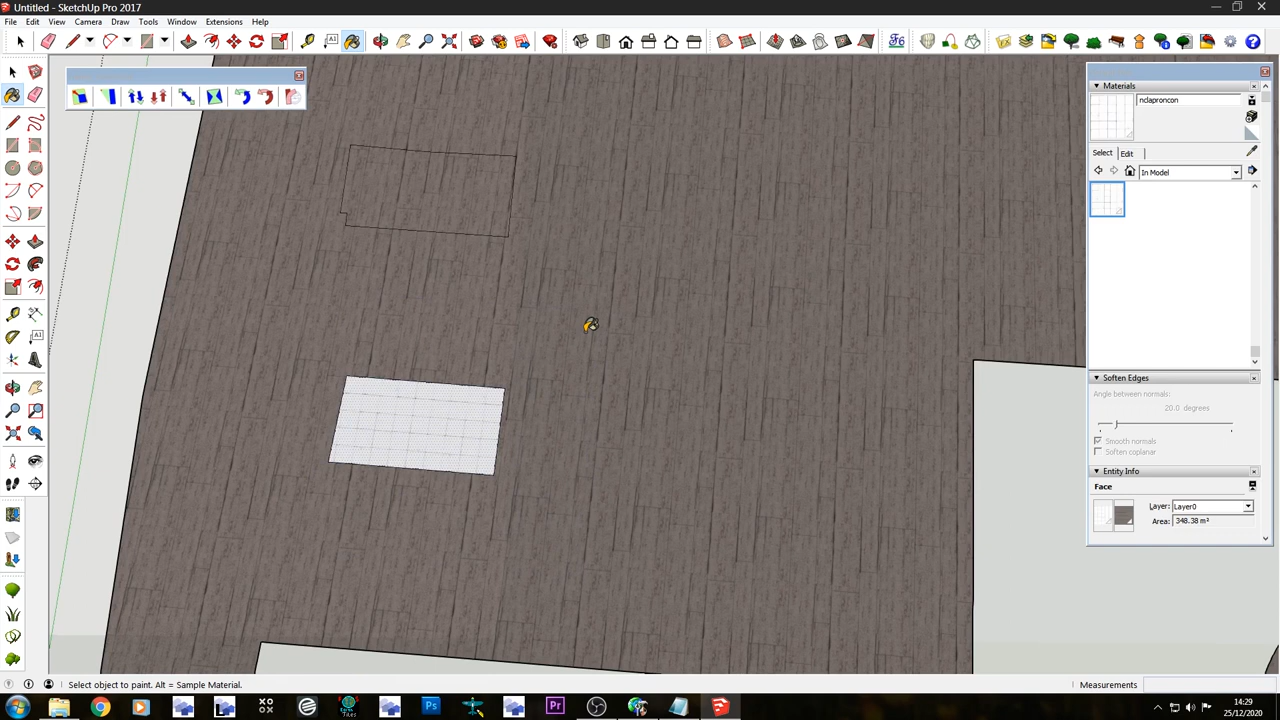 Untitled - SketchUp Pro 2017
File Edit View Camera Draw Tools Window Extensions Help
Materials
nclaproncon
Select Edit
In Model
Soften Edges
Angle between normals:
20.0 degrees
Smooth normals
Soften coplanar
Entity Info
Face
Layer: Layer0
Area: 348.38 m²
Select object to paint. Alt = Sample Material.
Measurements
14:29
25/12/2020